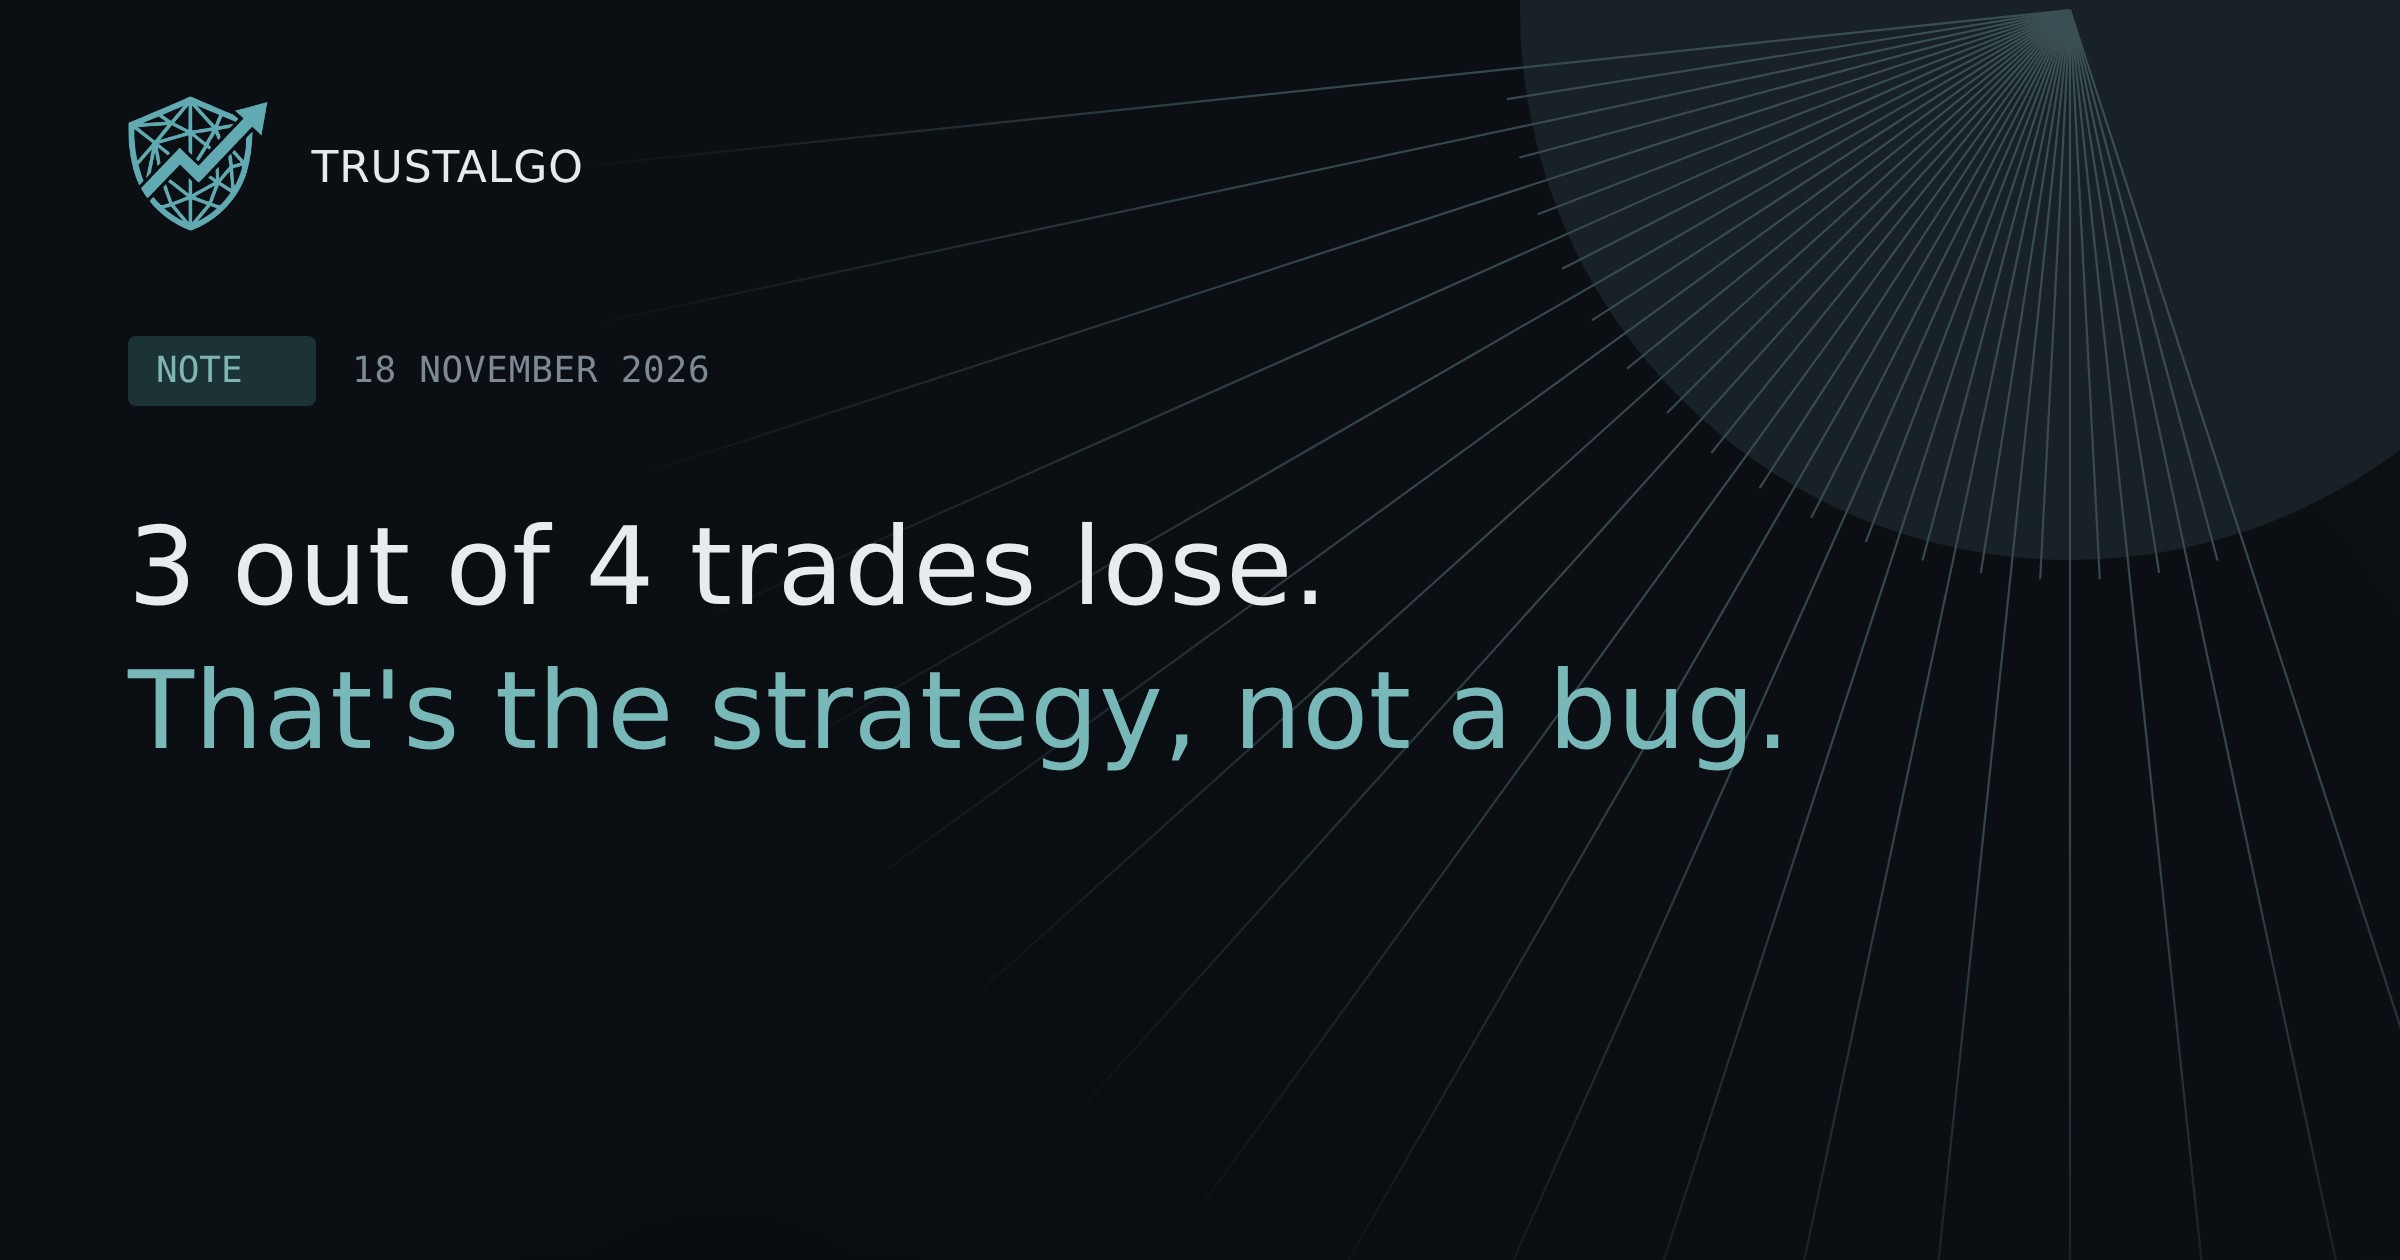 TRUSTALGO
NOTE 18 NOVEMBER 2026
3 out of 4 trades lose.
That's the strategy, not a bug.